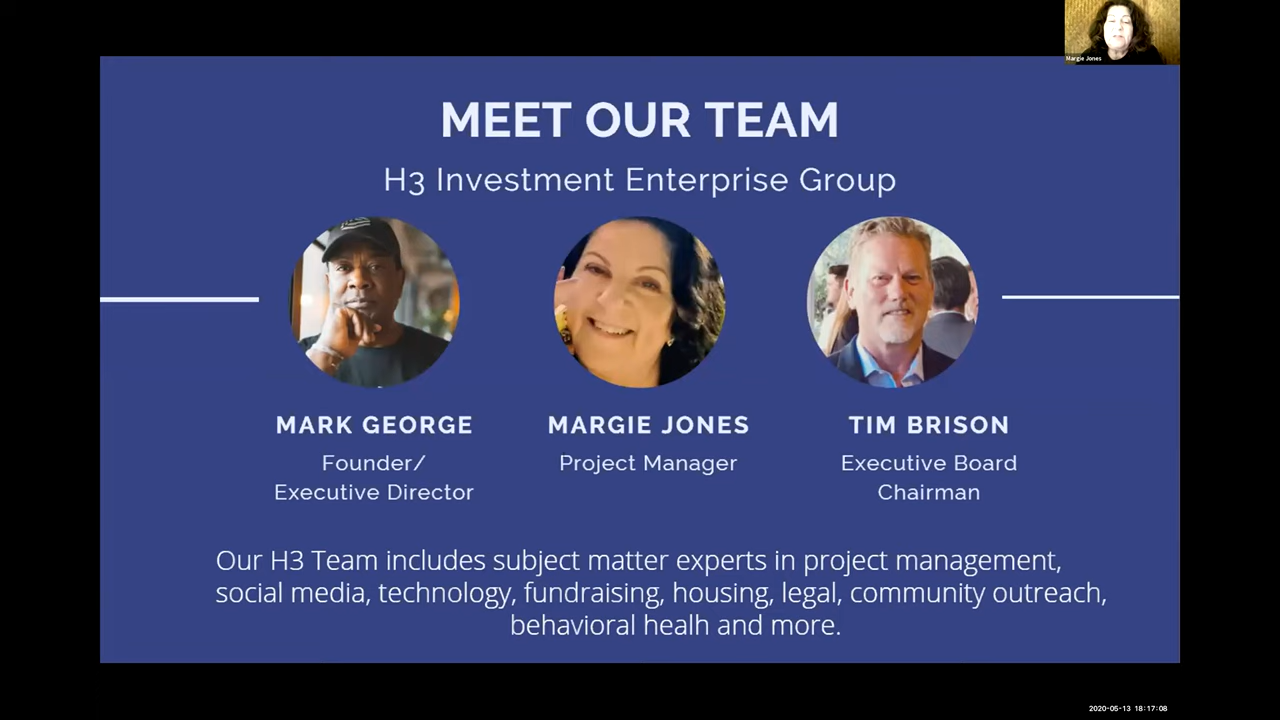 Margie Jones
MEET OUR TEAM
H3 Investment Enterprise Group
MARK GEORGE
Founder/
Executive Director
MARGIE JONES
Project Manager
TIM BRISON
Executive Board
Chairman
Our H3 Team includes subject matter experts in project management,
social media, technology, fundraising, housing, legal, community outreach,
behavioral healh and more.
2020-05-13 18:17:08